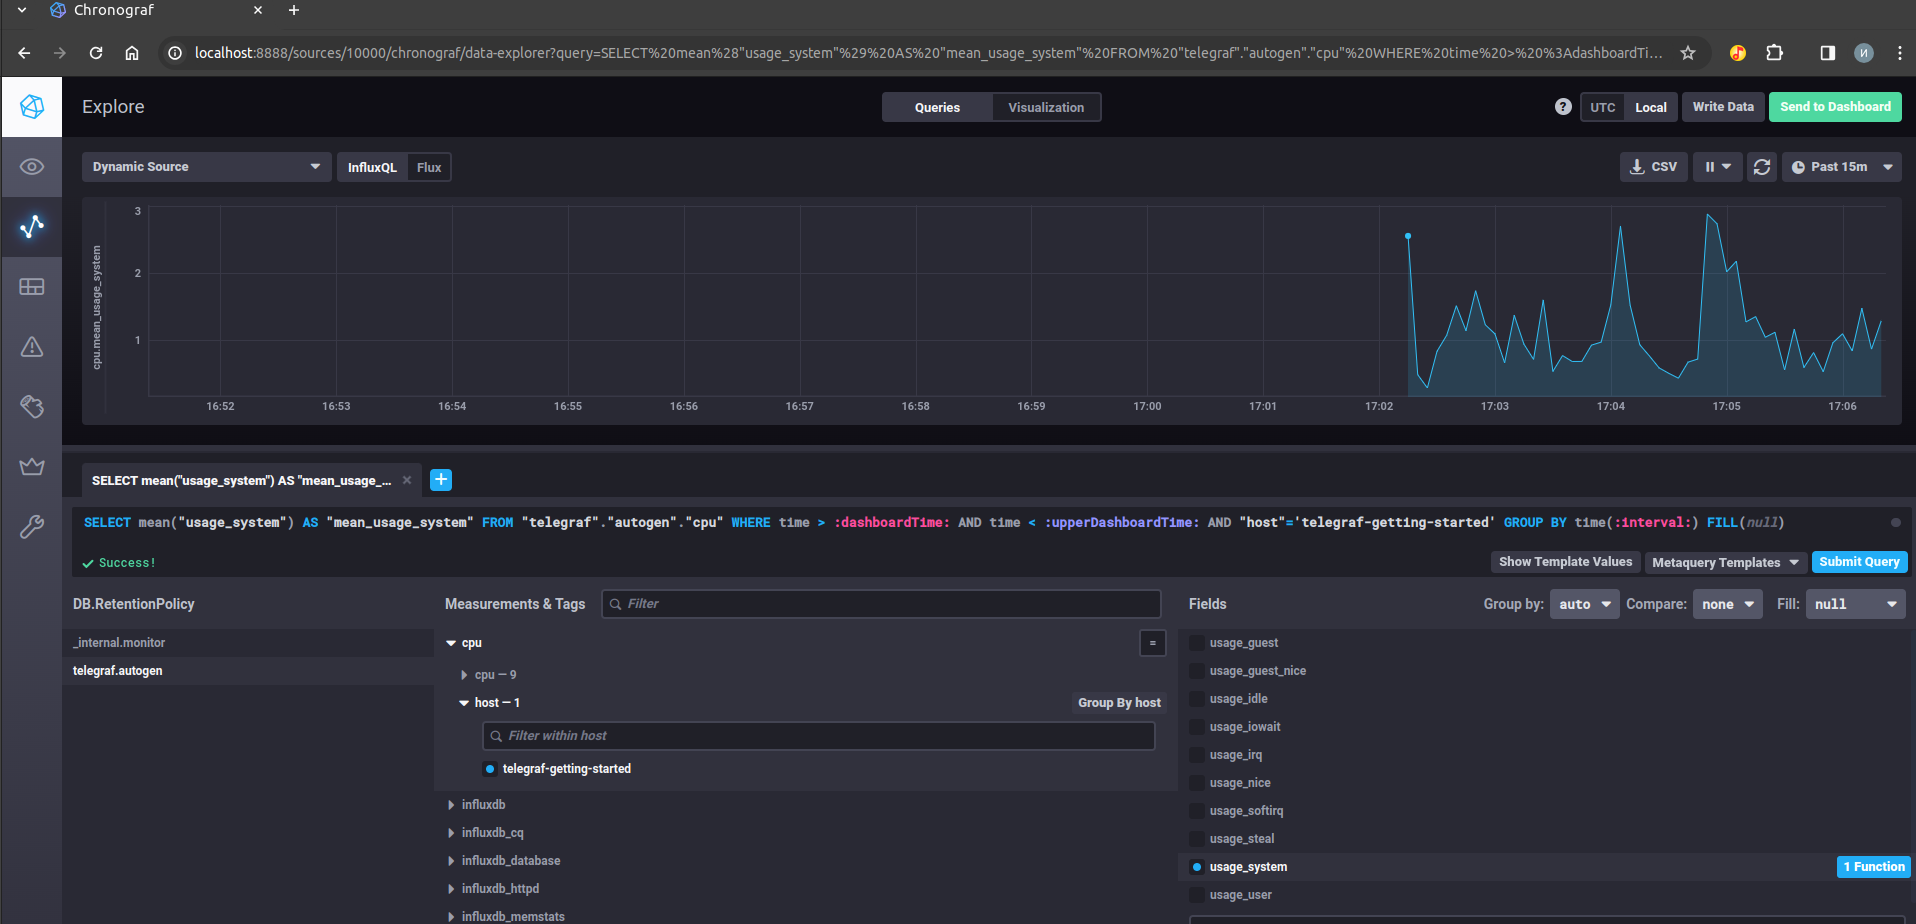 Chronograf
localhost:8888/sources/10000/chronograf/data-explorer?query=SELECT%20mean%28"usage_system"%29%20AS%20"mean_usage_system"%20FROM%20"telegraf"."autogen"."cpu"%20WHERE%20time%20>%20%3AdashboardTi...
И
Explore
Queries
Visualization
?
UTC
Local
Write Data
Send to Dashboard
Dynamic Source
InfluxQL
Flux
CSV
Past 15m
cpu.mean_usage_system
3
2
1
16:52 16:53 16:54 16:55 16:56 16:57 16:58 16:59 17:00 17:01 17:02 17:03 17:04 17:05 17:06
SELECT mean("usage_system") AS "mean_usage_...
+
SELECT mean("usage_system") AS "mean_usage_system" FROM "telegraf"."autogen"."cpu" WHERE time > :dashboardTime: AND time < :upperDashboardTime: AND "host"='telegraf-getting-started' GROUP BY time(:interval:) FILL(null)
Success!
Show Template Values
Metaquery Templates
Submit Query
DB.RetentionPolicy
_internal.monitor
telegraf.autogen
Measurements & Tags
Filter
cpu
=
cpu — 9
host — 1
Group By host
Filter within host
telegraf-getting-started
influxdb
influxdb_cq
influxdb_database
influxdb_httpd
influxdb_memstats
Fields
Group by: auto
Compare: none
Fill: null
usage_guest
usage_guest_nice
usage_idle
usage_iowait
usage_irq
usage_nice
usage_softirq
usage_steal
usage_system
1 Function
usage_user